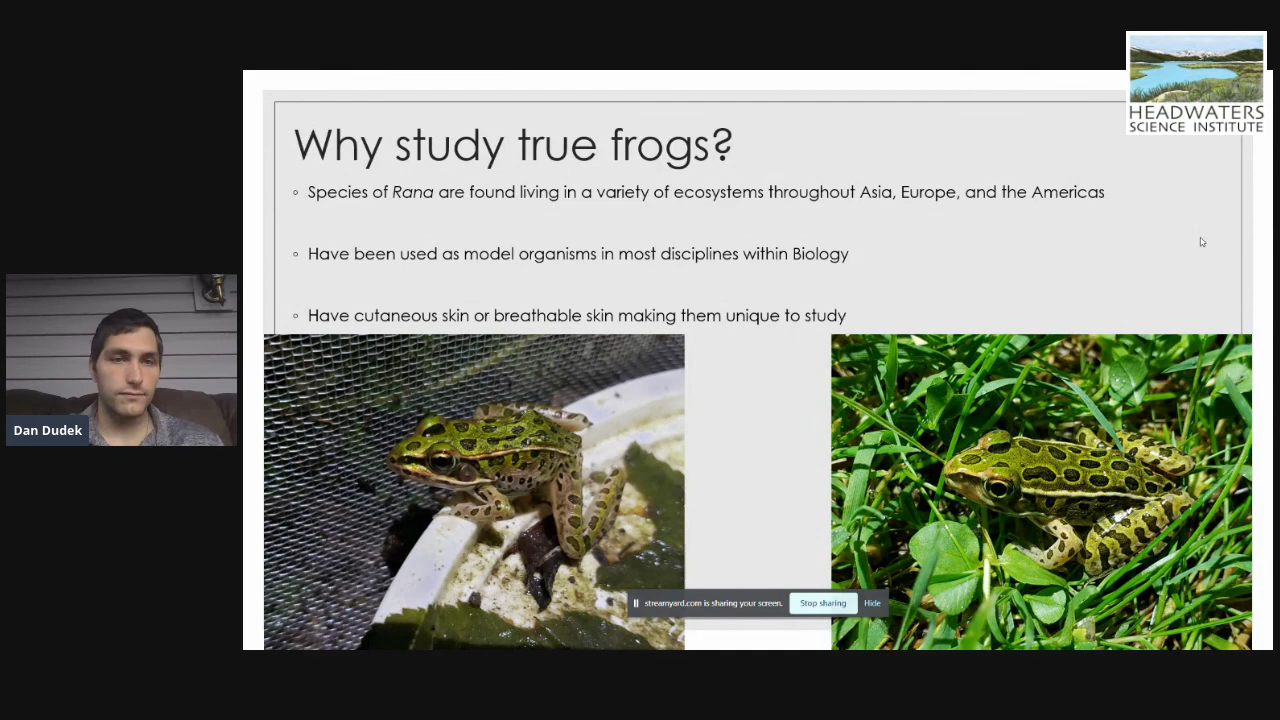 HEADWATERS
SCIENCE INSTITUTE
Why study true frogs?
◦ Species of Rana are found living in a variety of ecosystems throughout Asia, Europe, and the Americas
◦ Have been used as model organisms in most disciplines within Biology
◦ Have cutaneous skin or breathable skin making them unique to study
Dan Dudek
streamyard.com is sharing your screen. Stop sharing Hide